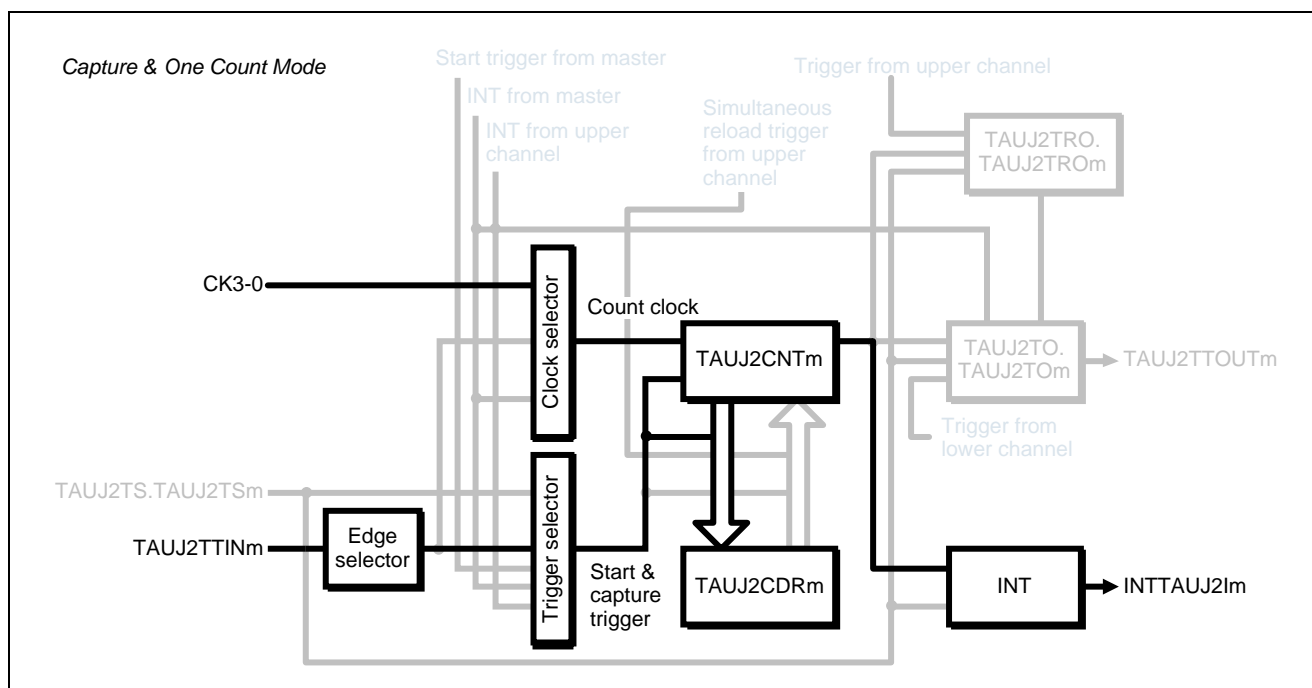 Capture & One Count Mode
Start trigger from master
INT from master
INT from upper
channel
Simultaneous
reload trigger
from upper
channel
Trigger from upper channel
TAUJ2TRO.
TAUJ2TROm
CK3-0
Clock selector
Count clock
TAUJ2CNTm
TAUJ2TO.
TAUJ2TOm
TAUJ2TTOUTm
Trigger from
lower channel
TAUJ2TS.TAUJ2TSm
TAUJ2TTINm
Edge
selector
Trigger selector
Start &
capture
trigger
TAUJ2CDRm
INT
INTTAUJ2Im